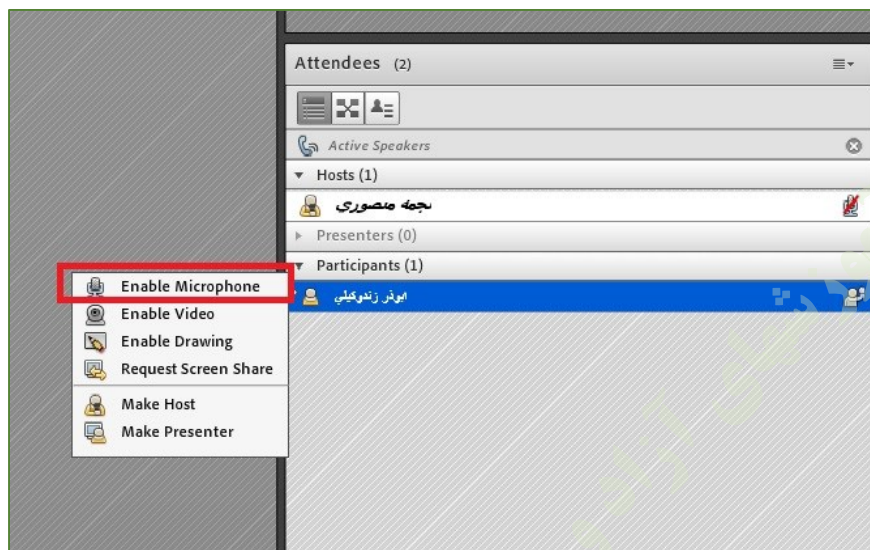 Attendees (2)
Active Speakers
Hosts (1)
نجمه منصوری
Presenters (0)
Participants (1)
ابوذر زندوکیلي
Enable Microphone
Enable Video
Enable Drawing
Request Screen Share
Make Host
Make Presenter